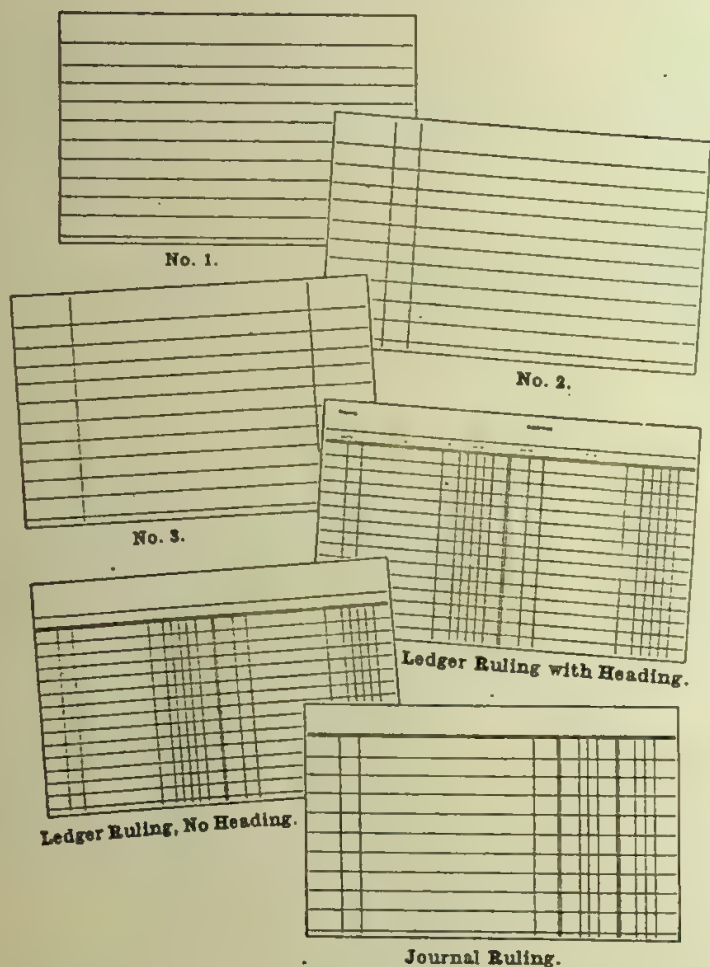 No. 1.
No. 2.
No. 3.
Ledger Ruling with Heading.
Ledger Ruling, No Heading.
Journal Ruling.